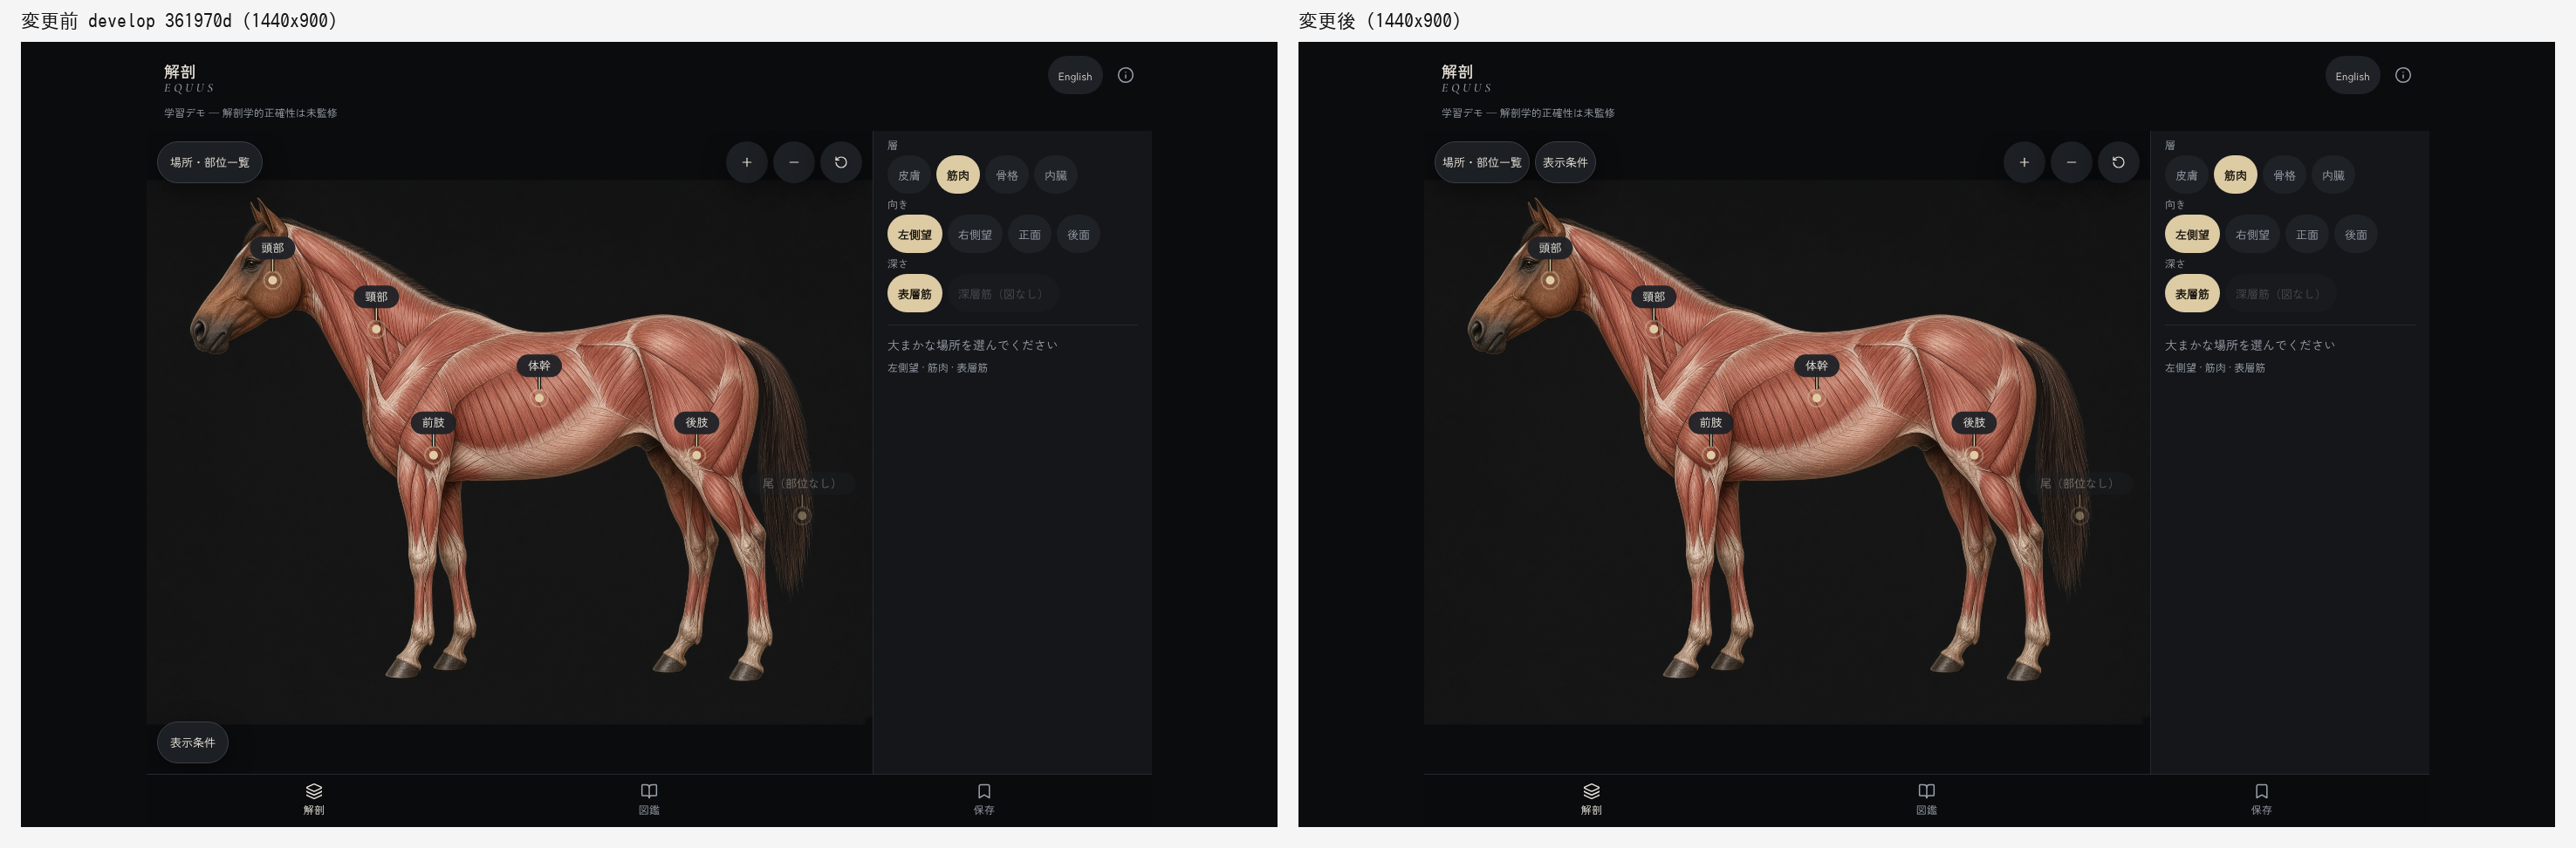 変更前 develop 361970d (1440x900)
解剖
EQUUS
学習デモ — 解剖学的正確性は未監修
English
場所・部位一覧
層
皮膚 筋肉 骨格 内臓
向き
左側望 右側望 正面 後面
深さ
表層筋 深層筋（図なし）
大まかな場所を選んでください
左側望・筋肉・表層筋
頭部
頸部
体幹
前肢
後肢
尾（部位なし）
表示条件
解剖 図鑑 保存
変更後 (1440x900)
解剖
EQUUS
学習デモ — 解剖学的正確性は未監修
English
場所・部位一覧 表示条件
層
皮膚 筋肉 骨格 内臓
向き
左側望 右側望 正面 後面
深さ
表層筋 深層筋（図なし）
大まかな場所を選んでください
左側望・筋肉・表層筋
頭部
頸部
体幹
前肢
後肢
尾（部位なし）
解剖 図鑑 保存